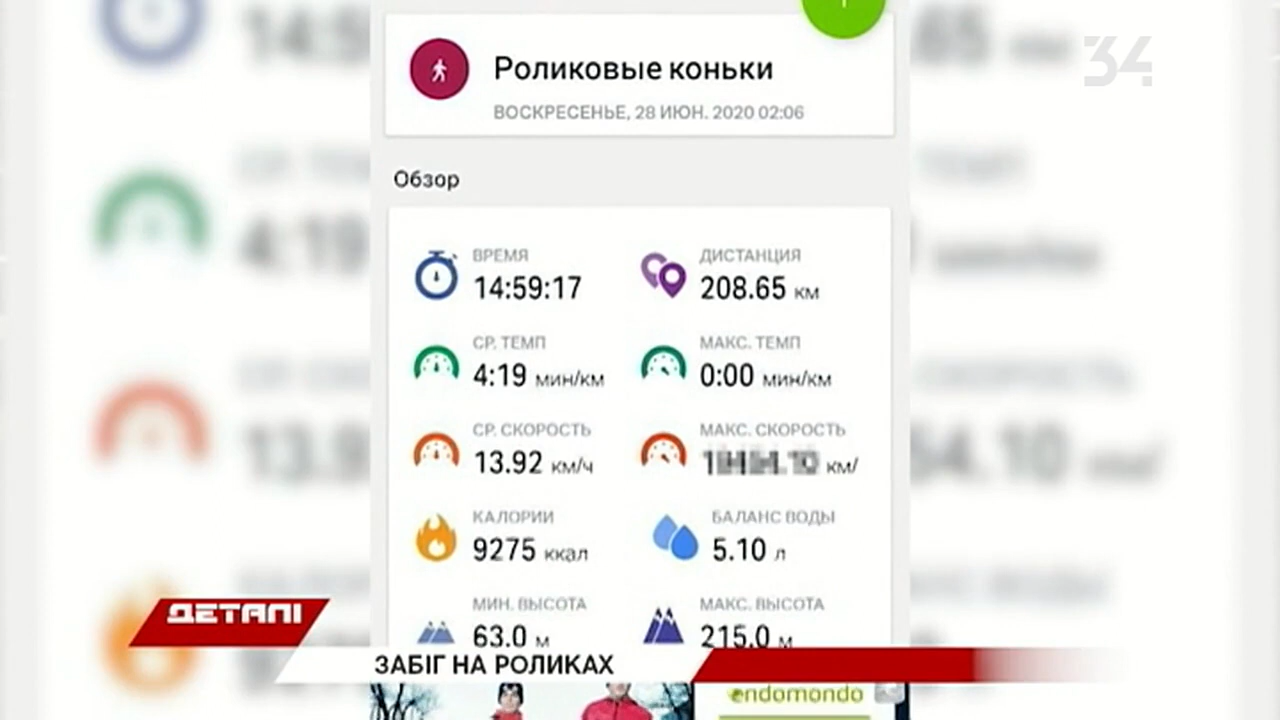 34
Роликовые коньки
ВОСКРЕСЕНЬЕ, 28 ИЮН. 2020 02:06
Обзор
ВРЕМЯ
14:59:17
ДИСТАНЦИЯ
208.65 км
СР. ТЕМП
4:19 мин/км
МАКС. ТЕМП
0:00 мин/км
СР. СКОРОСТЬ
13.92 км/ч
МАКС. СКОРОСТЬ
км/
КАЛОРИИ
9275 ккал
БАЛАНС ВОДЫ
5.10 л
МИН. ВЫСОТА
63.0 м
МАКС. ВЫСОТА
215.0 м
ДЕТАЛІ
ЗАБІГ НА РОЛИКАХ
endomondo